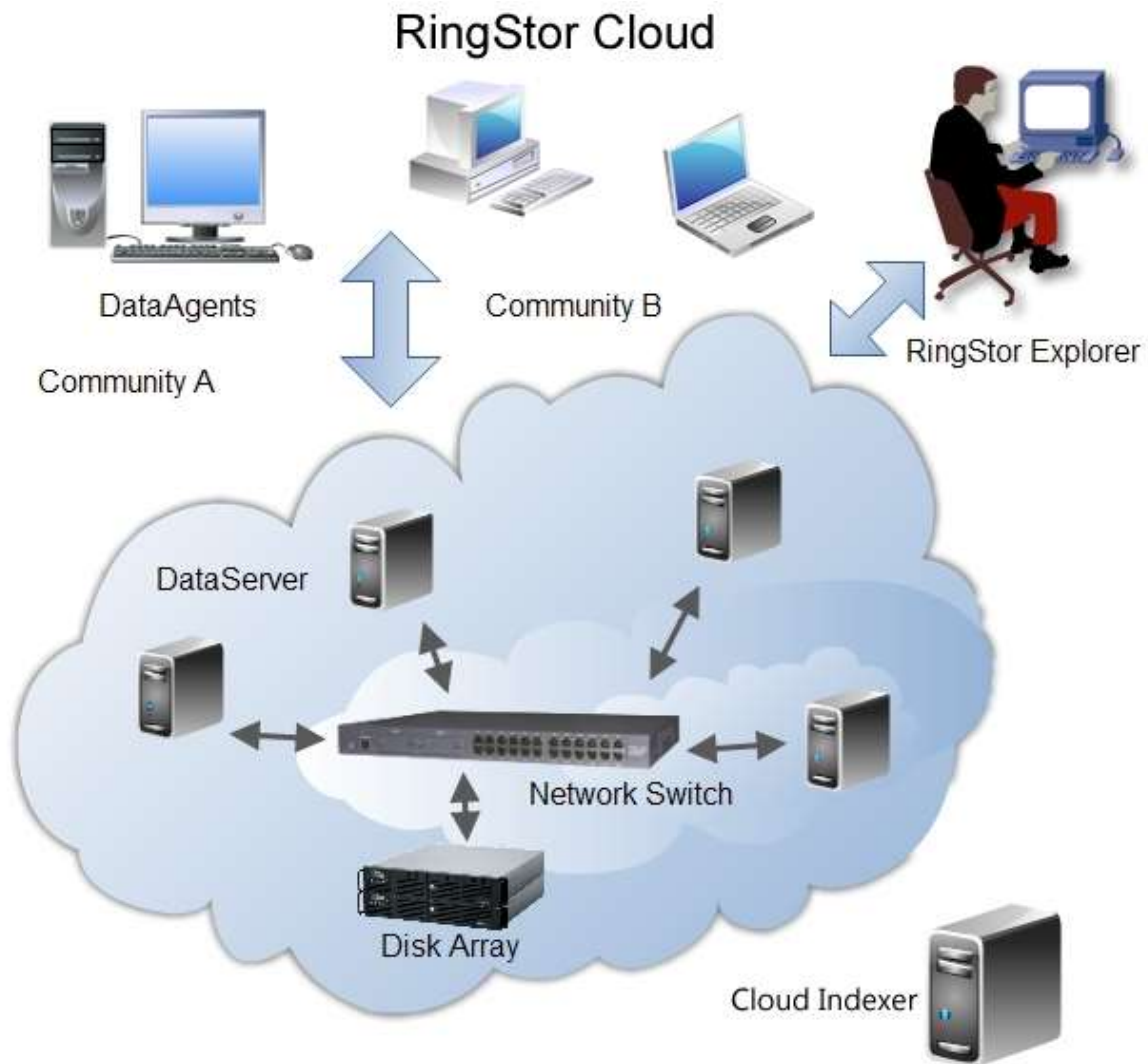 RingStor Cloud
DataAgents
Community B
RingStor Explorer
Community A
DataServer
Network Switch
Disk Array
Cloud Indexer